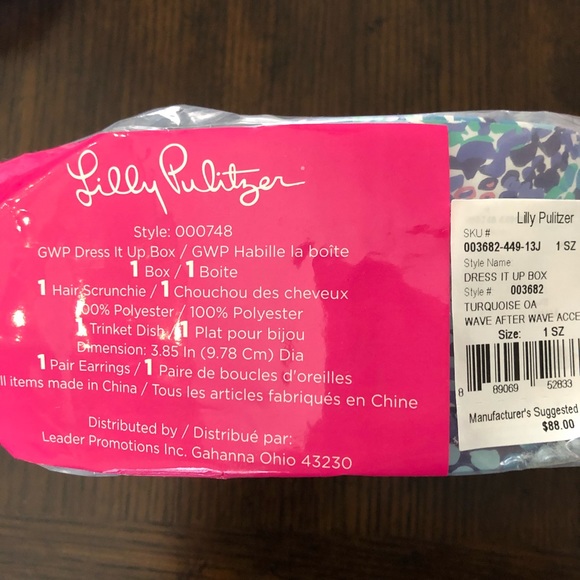 Lilly Pulitzer
Style: 000748
GWP Dress It Up Box / GWP Habille la boîte
1 Box / 1 Boite
1 Hair Scrunchie / 1 Chouchou des cheveux
100% Polyester / 100% Polyester
1 Trinket Dish / 1 Plat pour bijou
Dimension: 3.85 In (9.78 Cm) Dia
1 Pair Earrings / 1 Paire de boucles d'oreilles
ll items made in China / Tous les articles fabriqués en Chine
Distributed by / Distribué par:
Leader Promotions Inc. Gahanna Ohio 43230
Lilly Pulitzer
SKU #
003682-449-13J 1 SZ
Style Name
DRESS IT UP BOX
Style # 003682
TURQUOISE OA
WAVE AFTER WAVE ACCE
Size: 1 SZ
8 89069 52833
Manufacturer's Suggested
$88.00